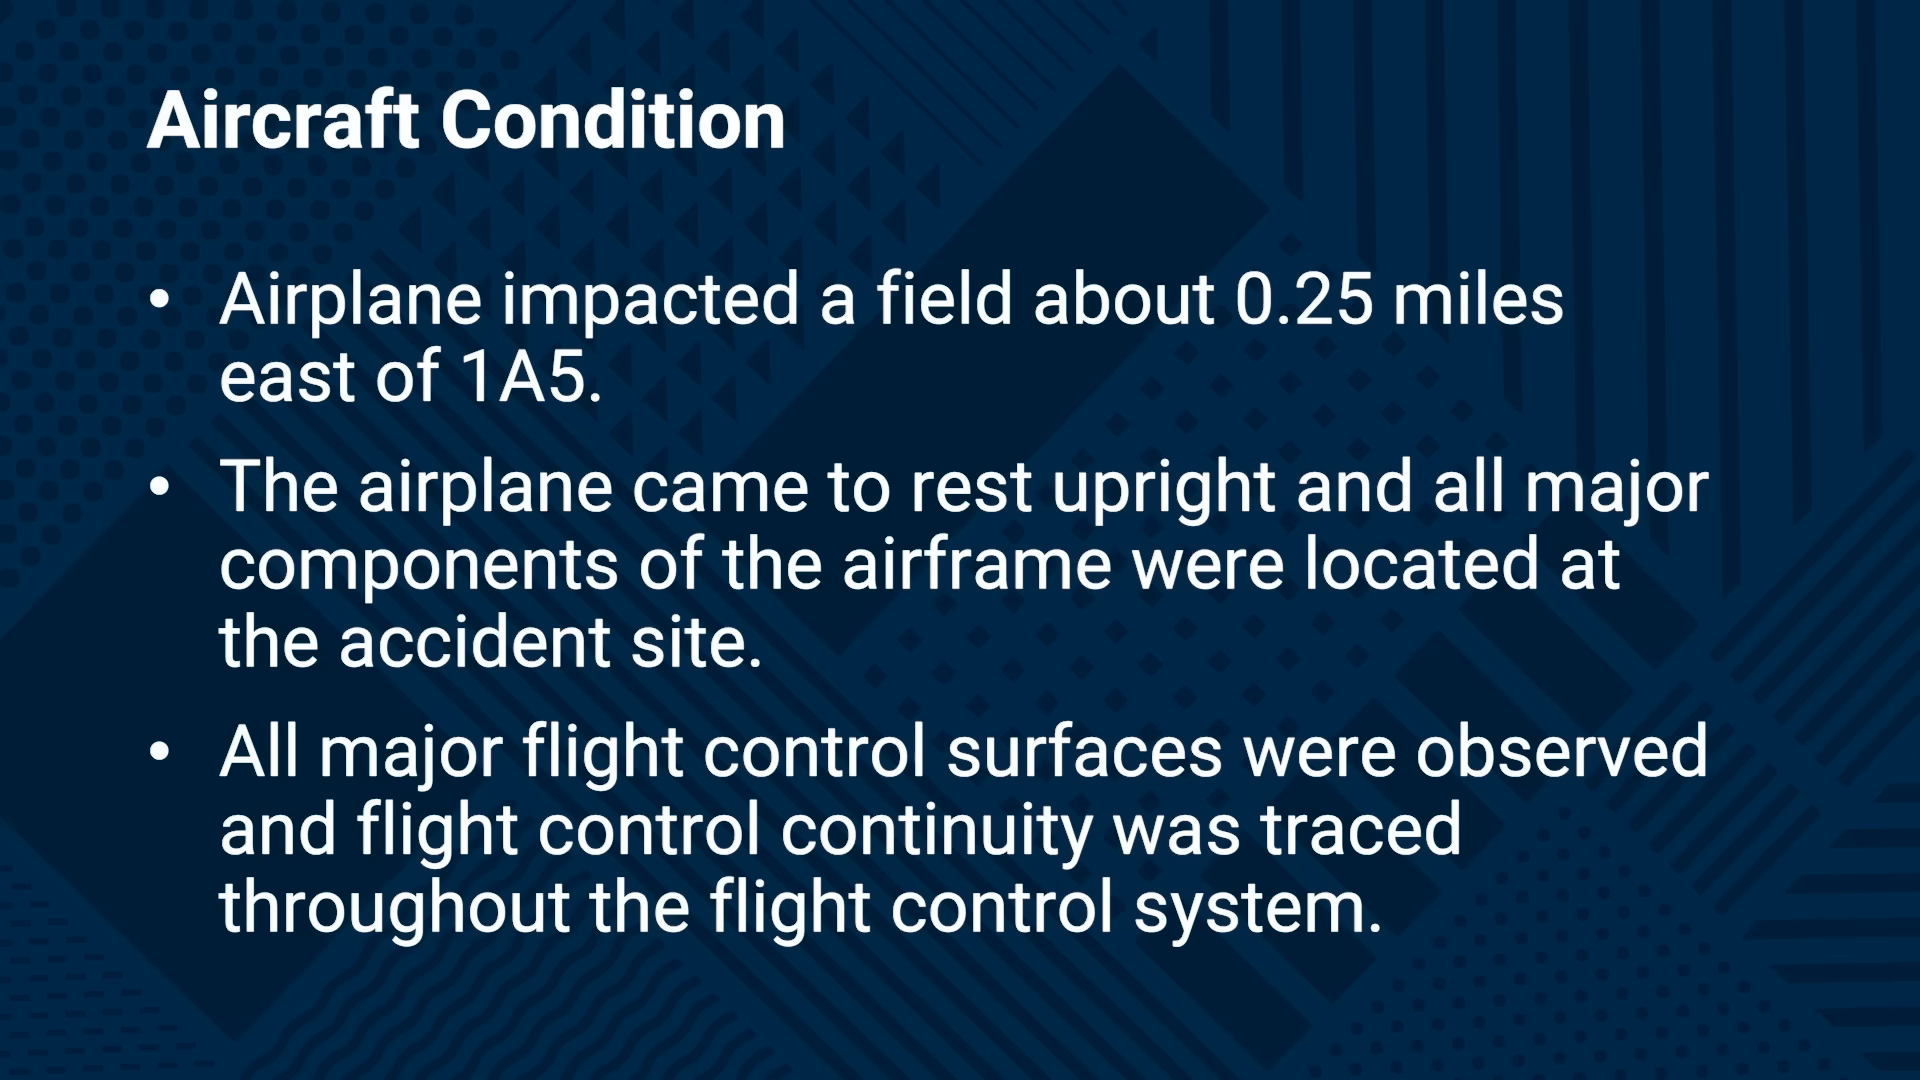 Aircraft Condition
• Airplane impacted a field about 0.25 miles
east of 1A5.
• The airplane came to rest upright and all major
components of the airframe were located at
the accident site.
• All major flight control surfaces were observed
and flight control continuity was traced
throughout the flight control system.